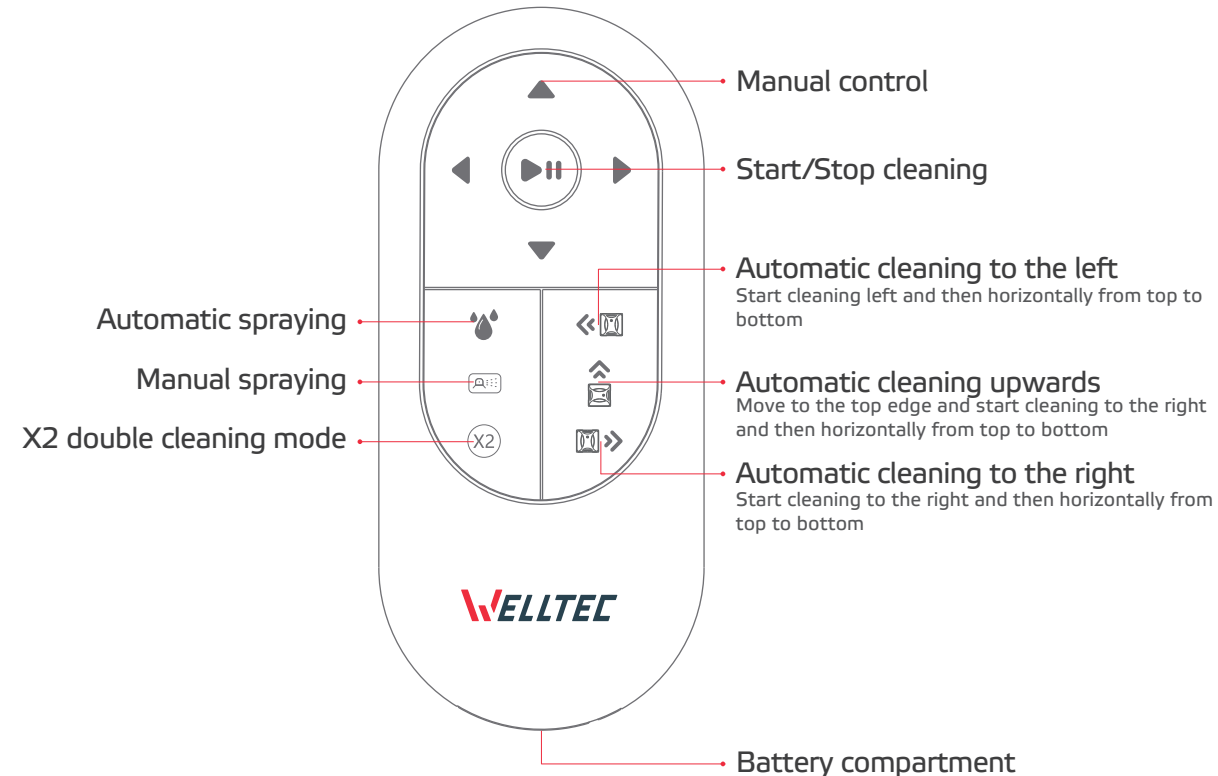 Manual control
Start/Stop cleaning
Automatic cleaning to the left
Start cleaning left and then horizontally from top to
bottom
Automatic spraying
Manual spraying
X2 double cleaning mode
X2
Automatic cleaning upwards
Move to the top edge and start cleaning to the right
and then horizontally from top to bottom
Automatic cleaning to the right
Start cleaning to the right and then horizontally from
top to bottom
WELLTEC
Battery compartment